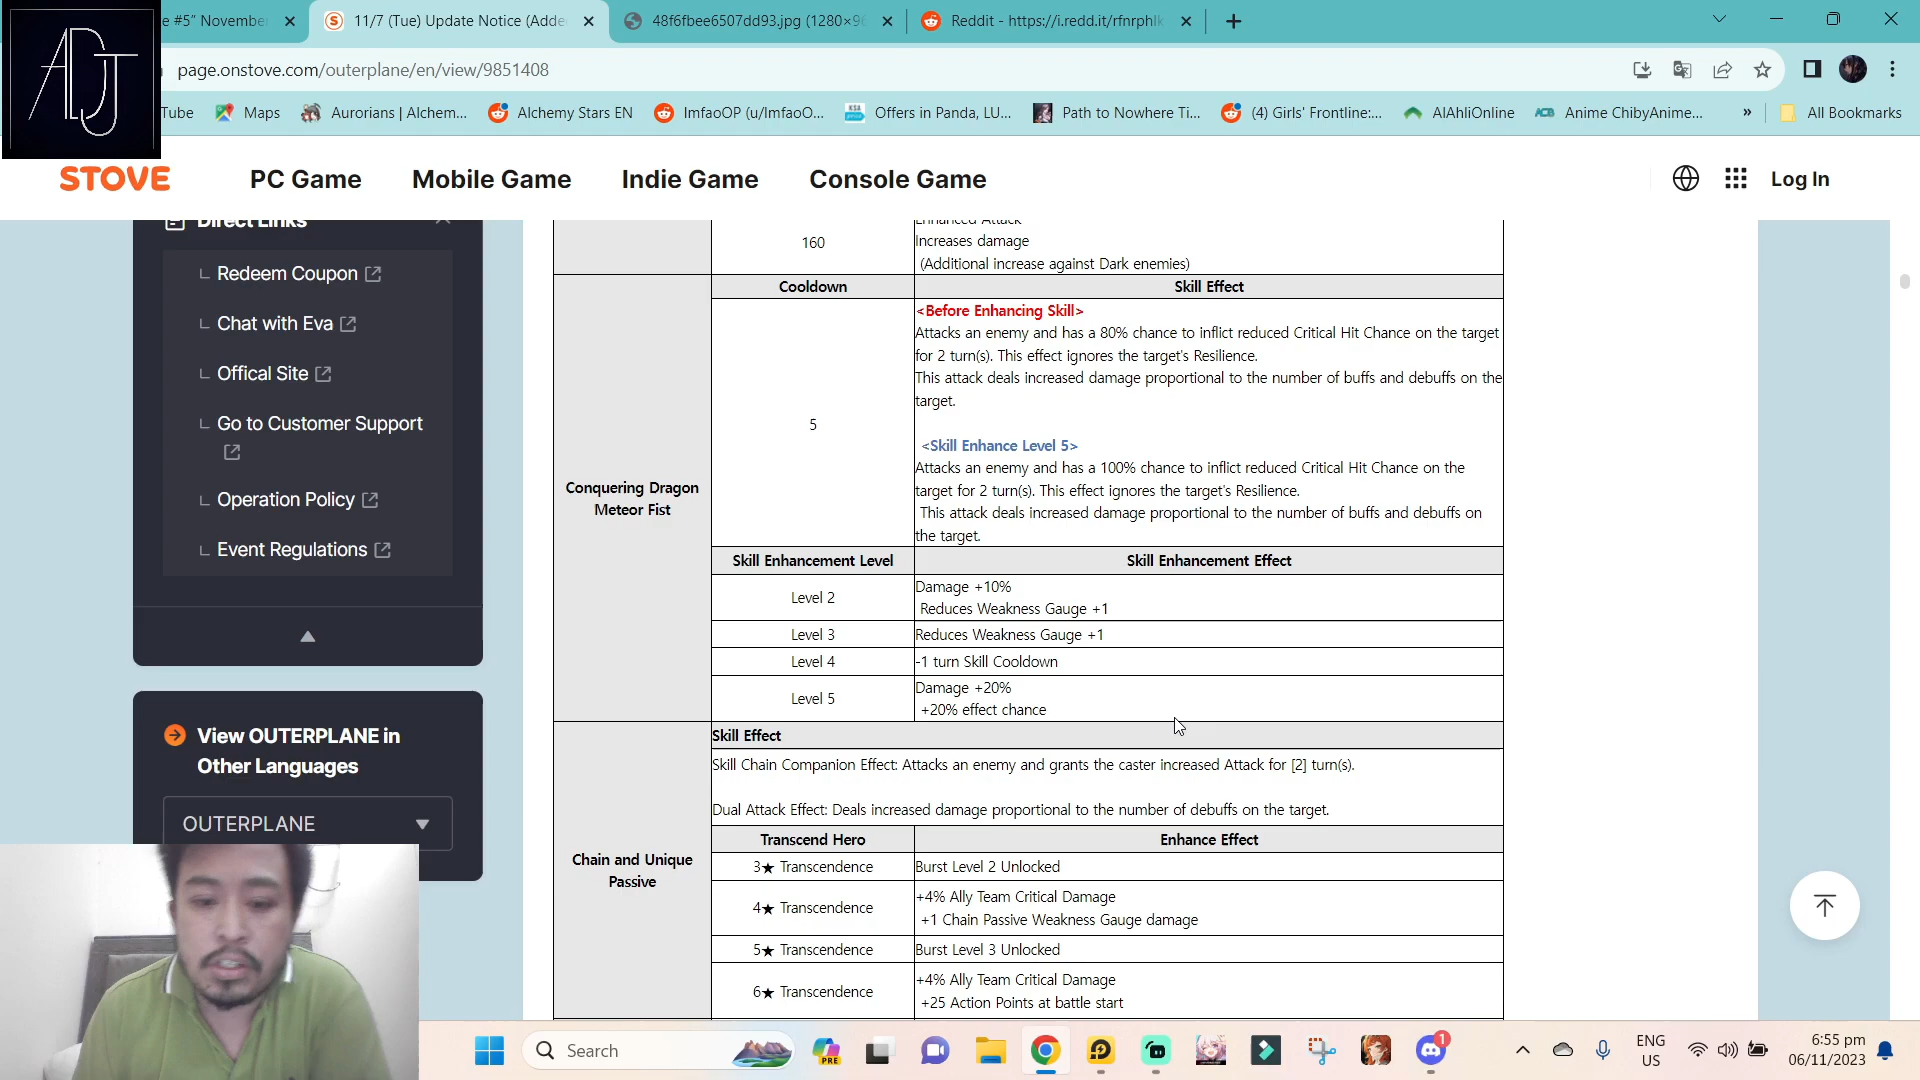 e #5" November
11/7 (Tue) Update Notice (Adde
48f6fbee6507dd93.jpg (1280×9
Reddit - https://i.redd.it/rfnrphlk
ADJT
page.onstove.com/outerplane/en/view/9851408
Tube
Maps
Aurorians | Alchem...
Alchemy Stars EN
lmfaoOP (u/lmfaoO...
Offers in Panda, LU...
Path to Nowhere Ti...
(4) Girls' Frontline:...
AlAhliOnline
Anime ChibyAnime...
»
All Bookmarks
STOVE
PC Game
Mobile Game
Indie Game
Console Game
Log In
Direct Links
Redeem Coupon
Chat with Eva
Offical Site
Go to Customer Support
Operation Policy
Event Regulations
View OUTERPLANE in
Other Languages
OUTERPLANE
160
Enhanced Attack
Increases damage
(Additional increase against Dark enemies)
Conquering Dragon
Meteor Fist
Cooldown
Skill Effect
5
<Before Enhancing Skill>
Attacks an enemy and has a 80% chance to inflict reduced Critical Hit Chance on the target
for 2 turn(s). This effect ignores the target's Resilience.
This attack deals increased damage proportional to the number of buffs and debuffs on the
target.
<Skill Enhance Level 5>
Attacks an enemy and has a 100% chance to inflict reduced Critical Hit Chance on the
target for 2 turn(s). This effect ignores the target's Resilience.
This attack deals increased damage proportional to the number of buffs and debuffs on
the target.
Skill Enhancement Level
Skill Enhancement Effect
Level 2
Damage +10%
Reduces Weakness Gauge +1
Level 3
Reduces Weakness Gauge +1
Level 4
-1 turn Skill Cooldown
Level 5
Damage +20%
+20% effect chance
Chain and Unique
Passive
Skill Effect
Skill Chain Companion Effect: Attacks an enemy and grants the caster increased Attack for [2] turn(s).
Dual Attack Effect: Deals increased damage proportional to the number of debuffs on the target.
Transcend Hero
Enhance Effect
3★ Transcendence
Burst Level 2 Unlocked
4★ Transcendence
+4% Ally Team Critical Damage
+1 Chain Passive Weakness Gauge damage
5★ Transcendence
Burst Level 3 Unlocked
6★ Transcendence
+4% Ally Team Critical Damage
+25 Action Points at battle start
Search
PRE
1
ENG
US
6:55 pm
06/11/2023